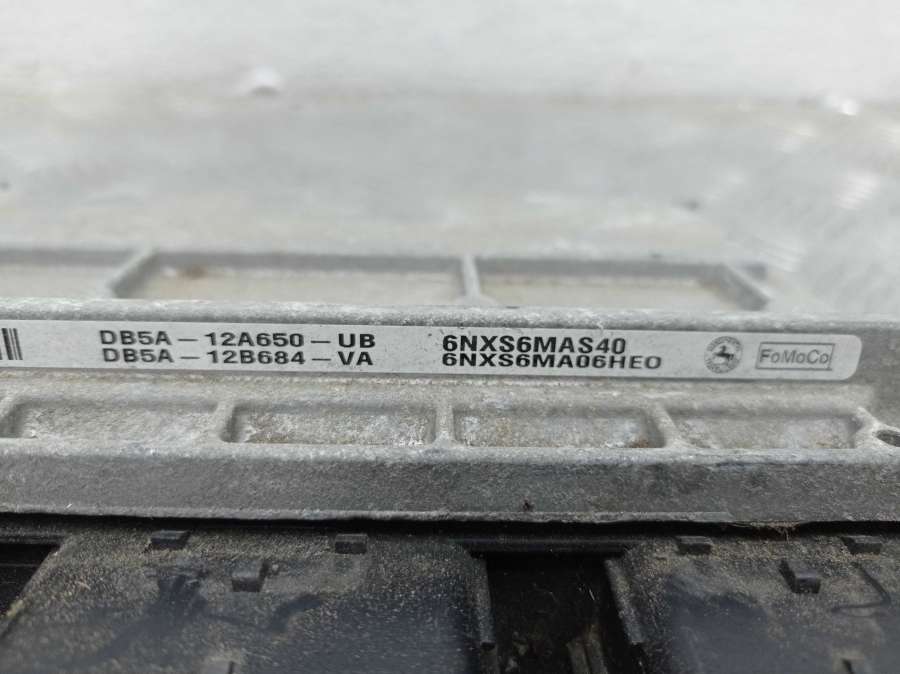 DB5A-12A650-UB 6NXS6MAS40
DB5A-12B684-VA 6NXS6MA06HEO
FoMoCo